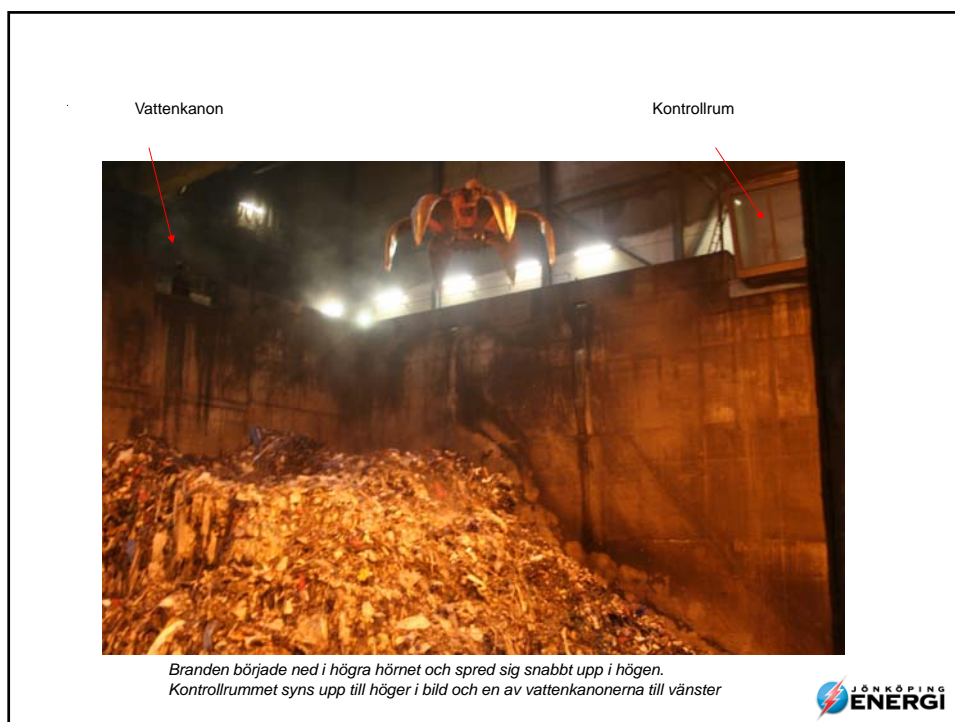 Vattenkanon
Kontrollrum
Branden började ned i högra hörnet och spred sig snabbt upp i högen.
Kontrollrummet syns upp till höger i bild och en av vattenkanonerna till vänster
JÖNKÖPING
ENERGI